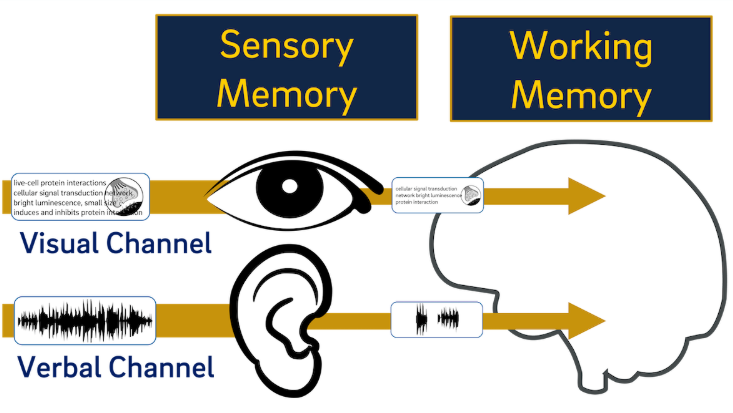 Sensory
Memory
Working
Memory
live-cell protein interactions
cellular signal transduction network
bright luminescence, small size
induces and inhibits protein interaction
cellular signal transduction
network bright luminescence
protein interaction
Visual Channel
Verbal Channel